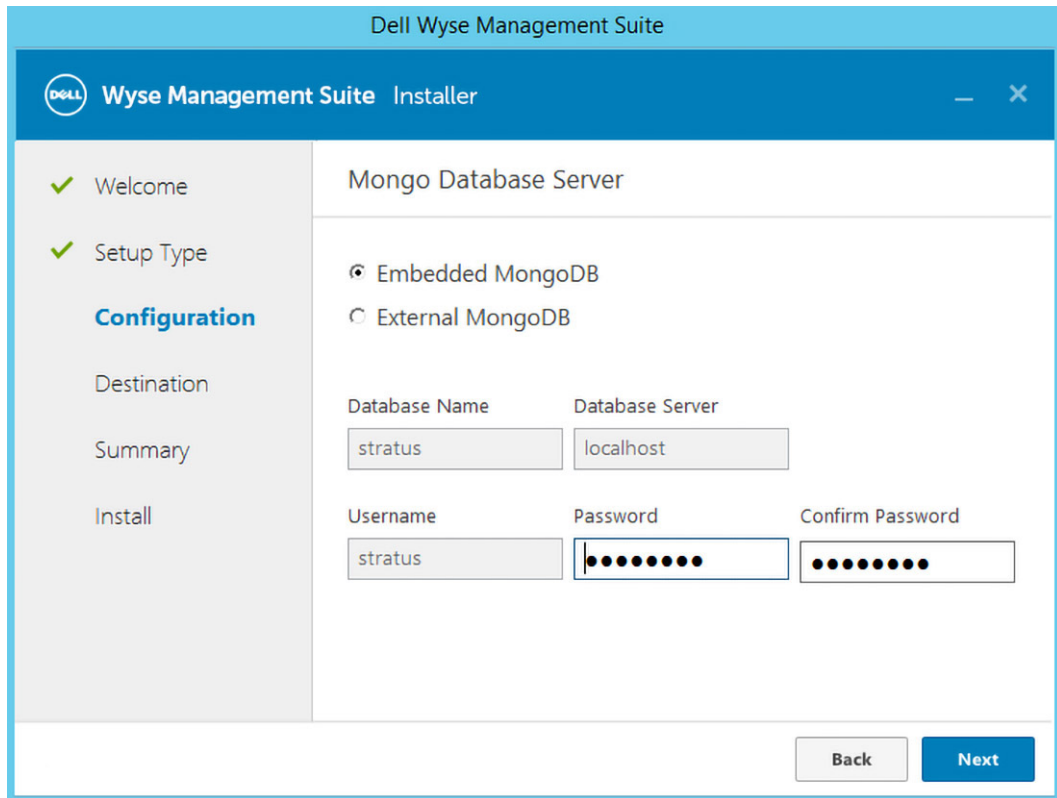 Dell Wyse Management Suite
DELL Wyse Management Suite Installer
Welcome
Setup Type
Configuration
Destination
Summary
Install
Mongo Database Server
Embedded MongoDB
External MongoDB
Database Name Database Server
stratus localhost
Username Password Confirm Password
stratus ●●●●●●●● ●●●●●●●●
Back Next